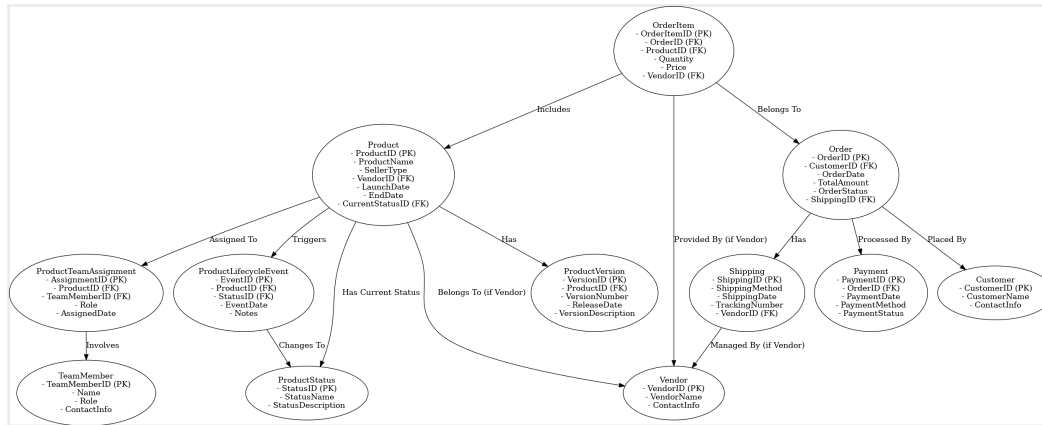 OrderItem
- OrderItemID (PK)
- OrderID (FK)
- ProductID (FK)
- Quantity
- Price
- VendorID (FK)
Includes
Belongs To
Product
- ProductID (PK)
- ProductName
- SellerType
- VendorID (FK)
- LaunchDate
- EndDate
- CurrentStatusID (FK)
Order
- OrderID (PK)
- CustomerID (FK)
- OrderDate
- TotalAmount
- OrderStatus
- ShippingID (FK)
Assigned To
Triggers
Has
Provided By (if Vendor)
Has
Processed By
Placed By
ProductTeamAssignment
- AssignmentID (PK)
- ProductID (FK)
- TeamMemberID (FK)
- Role
- AssignedDate
ProductLifecycleEvent
- EventID (PK)
- ProductID (FK)
- StatusID (FK)
- EventDate
- Notes
Has Current Status
Belongs To (if Vendor)
ProductVersion
- VersionID (PK)
- ProductID (FK)
- VersionNumber
- ReleaseDate
- VersionDescription
Shipping
- ShippingID (PK)
- ShippingMethod
- ShippingDate
- TrackingNumber
- VendorID (FK)
Payment
- PaymentID (PK)
- OrderID (FK)
- PaymentDate
- PaymentMethod
- PaymentStatus
Customer
- CustomerID (PK)
- CustomerName
- ContactInfo
Involves
Changes To
Managed By (if Vendor)
TeamMember
- TeamMemberID (PK)
- Name
- Role
- ContactInfo
ProductStatus
- StatusID (PK)
- StatusName
- StatusDescription
Vendor
- VendorID (PK)
- VendorName
- ContactInfo